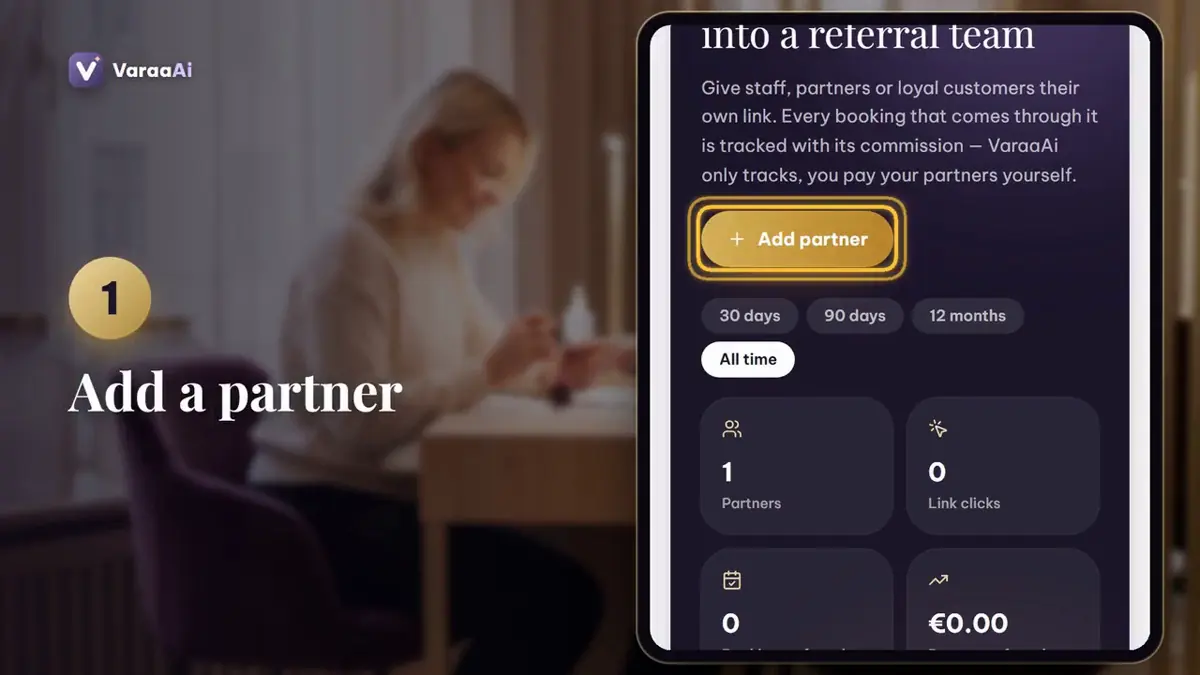 VaraaAi
1
Add a partner
into a referral team
Give staff, partners or loyal customers their
own link. Every booking that comes through it
is tracked with its commission — VaraaAi
only tracks, you pay your partners yourself.
+ Add partner
30 days
90 days
12 months
All time
1
Partners
0
Link clicks
0
€0.00